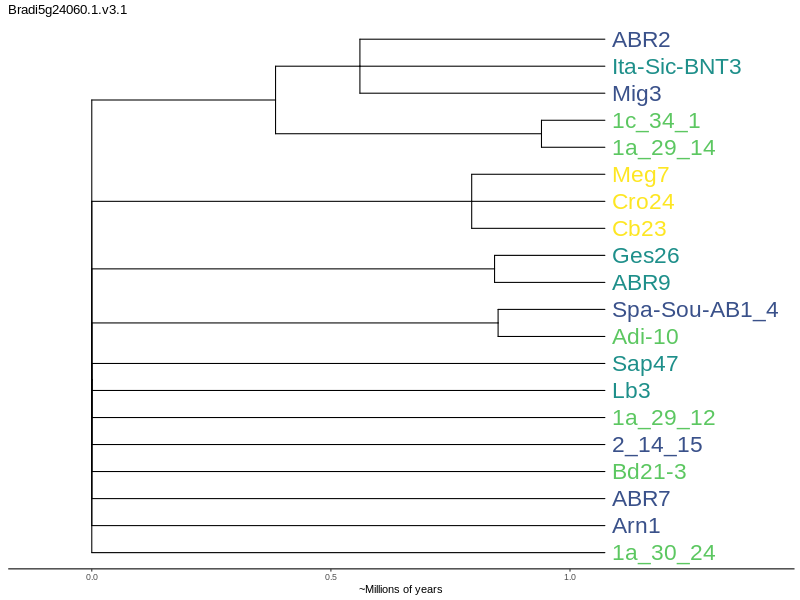 Bradi5g24060.1.v3.1
ABR2
Ita-Sic-BNT3
Mig3
1c_34_1
1a_29_14
Meg7
Cro24
Cb23
Ges26
ABR9
Spa-Sou-AB1_4
Adi-10
Sap47
Lb3
1a_29_12
2_14_15
Bd21-3
ABR7
Arn1
1a_30_24
0.0 0.5 1.0
~Millions of years